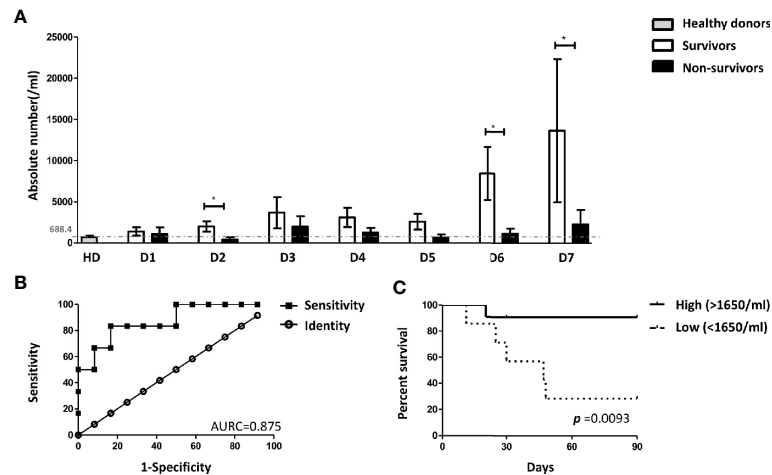 A
Healthy donors
Survivors
Non-survivors
Absolute number(/ml)
25000
20000
15000
10000
5000
688.4
0
*
*
*
HD D1 D2 D3 D4 D5 D6 D7
B
Sensitivity
100
80
60
40
20
0
Sensitivity
Identity
AURC=0.875
0 20 40 60 80 100
1-Specificity
C
Percent survival
100
80
60
40
20
0
High (>1650/ml)
Low (<1650/ml)
p =0.0093
0 30 60 90
Days